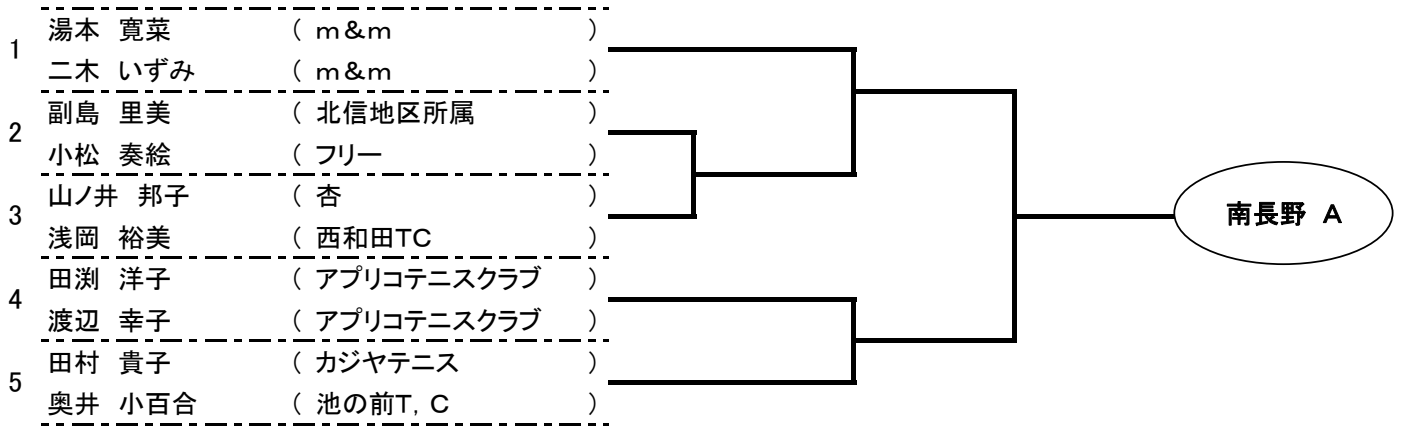 1
湯本 寛菜 ( m&m )
二木 いずみ ( m&m )
2
副島 里美 ( 北信地区所属 )
小松 奏絵 ( フリー )
3
山ノ井 邦子 ( 杏 )
浅岡 裕美 ( 西和田TC )
4
田渕 洋子 ( アプリコテニスクラブ )
渡辺 幸子 ( アプリコテニスクラブ )
5
田村 貴子 ( カジヤテニス )
奥井 小百合 ( 池の前T, C )
南長野 A